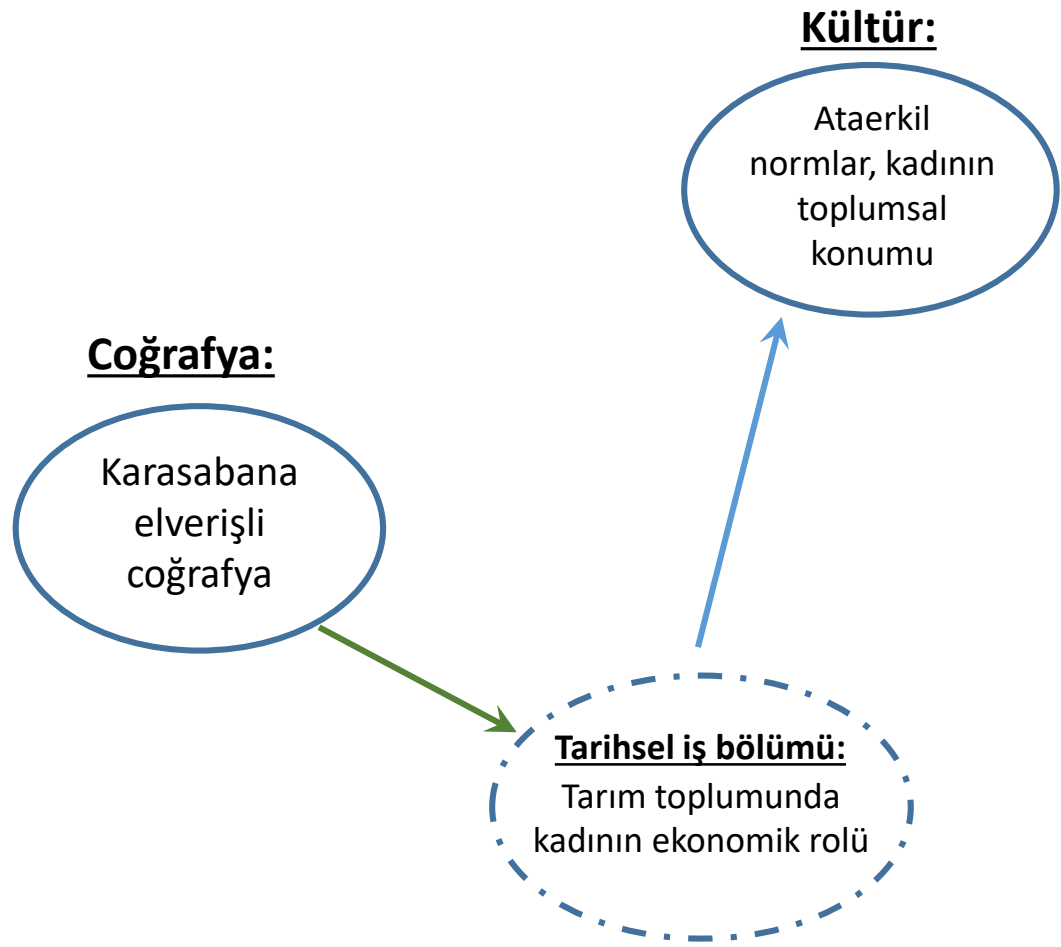 Kültür:
Ataerkil
normlar, kadının
toplumsal
konumu
Coğrafya:
Karasabana
elverişli
coğrafya
Tarihsel iş bölümü:
Tarım toplumunda
kadının ekonomik rolü